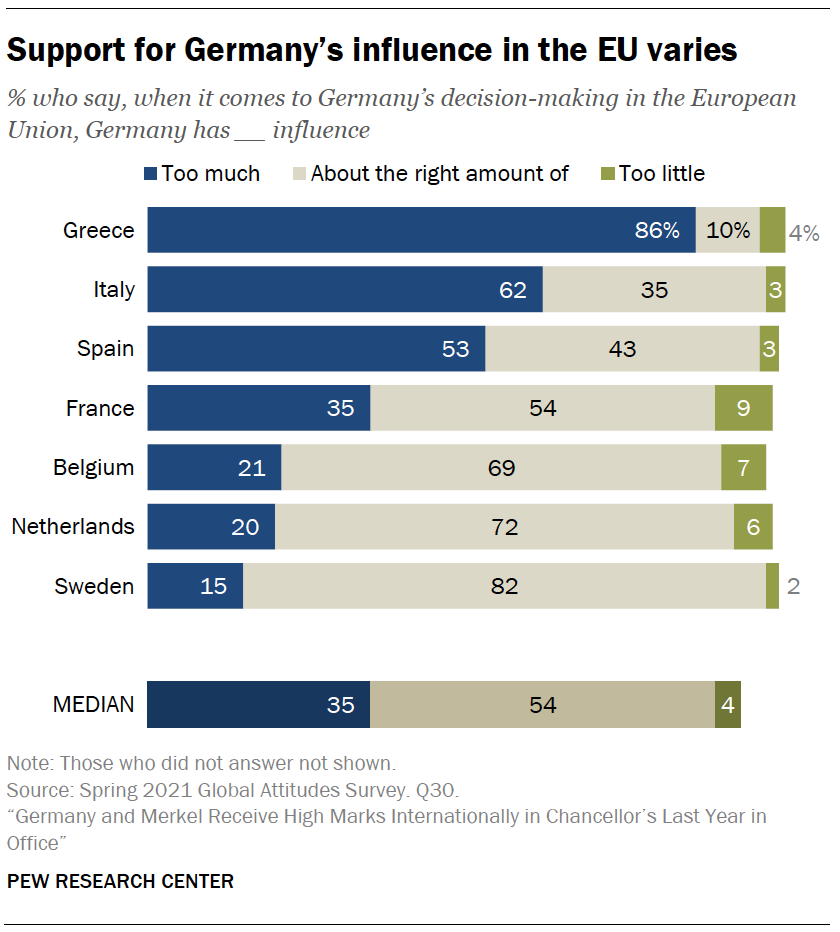 Support for Germany's influence in the EU varies
% who say, when it comes to Germany's decision-making in the European
Union, Germany has __ influence
Too much About the right amount of Too little
Greece 86% 10% 4%
Italy 62 35 3
Spain 53 43 3
France 35 54 9
Belgium 21 69 7
Netherlands 20 72 6
Sweden 15 82 2
MEDIAN 35 54 4
Note: Those who did not answer not shown.
Source: Spring 2021 Global Attitudes Survey. Q30.
“Germany and Merkel Receive High Marks Internationally in Chancellor's Last Year in
Office”
PEW RESEARCH CENTER